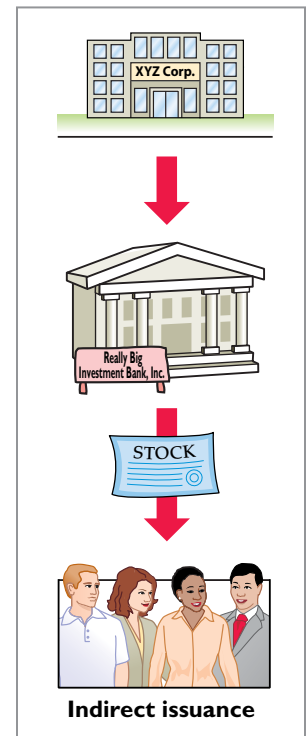 XYZ Corp.
Really Big
Investment Bank, Inc.
STOCK
Indirect issuance